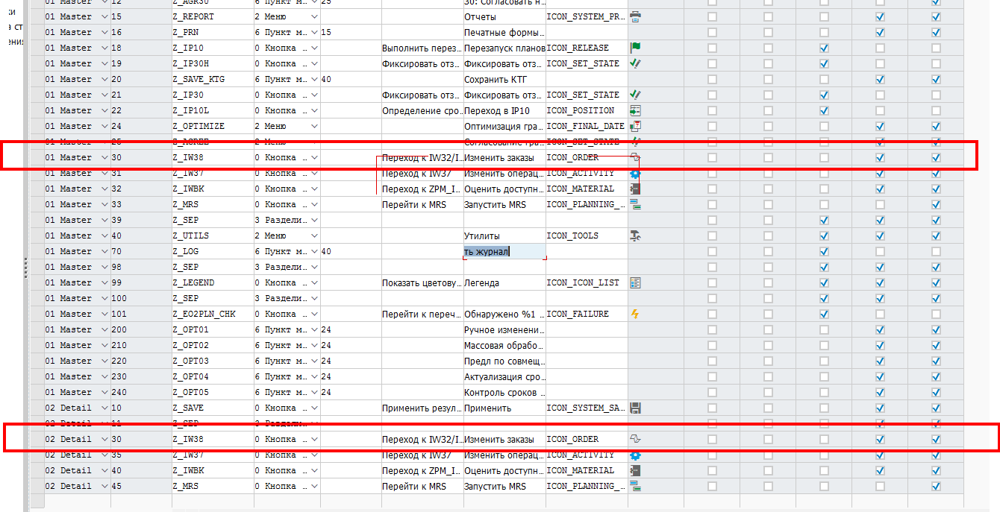 01 Master 12 Z_AGR30 6 Пункт м... 25 30: Согласовать н...
ки 01 Master 15 Z_REPORT 2 Меню Отчеты ICON_SYSTEM_PR...
а ст 01 Master 16 Z_PRN 6 Пункт м... 15 Печатные формы...
ения 01 Master 18 Z_IP10 0 Кнопка ... Выполнить перез... Перезапуск планов ICON_RELEASE
01 Master 19 Z_IP30H 0 Кнопка ... Фиксировать отз... Фиксировать отз... ICON_SET_STATE
01 Master 20 Z_SAVE_KTG 6 Пункт м... 40 Сохранить КТГ
01 Master 21 Z_IP30 0 Кнопка ... Фиксировать отз... Фиксировать отз... ICON_SET_STATE
01 Master 22 Z_IP10L 0 Кнопка ... Определение сро... Переход в IP10 ICON_POSITION
01 Master 24 Z_OPTIMIZE 2 Меню Оптимизация гра... ICON_FINAL_DATE
01 Master 25 Z_AGREE 2 Меню Согласование гра... ICON_SET_STATE
01 Master 30 Z_IW38 0 Кнопка ... Переход к IW32/I... Изменить заказы ICON_ORDER
01 Master 31 Z_IW37 0 Кнопка ... Переход к IW37 Изменить операц... ICON_ACTIVITY
01 Master 32 Z_IWBK 0 Кнопка ... Переход к ZPM_I... Оценить доступн... ICON_MATERIAL
01 Master 33 Z_MRS 0 Кнопка ... Перейти к MRS Запустить MRS ICON_PLANNING_...
01 Master 39 Z_SEP 3 Раздели...
01 Master 40 Z_UTILS 2 Меню Утилиты ICON_TOOLS
01 Master 70 Z_LOG 6 Пункт м... 40 ть журнал
01 Master 98 Z_SEP 3 Раздели...
01 Master 99 Z_LEGEND 0 Кнопка ... Показать цветову... Легенда ICON_ICON_LIST
01 Master 100 Z_SEP 3 Раздели...
01 Master 101 Z_EO2PLN_CHK 0 Кнопка ... Перейти к переч... Обнаружено %1 ... ICON_FAILURE
01 Master 200 Z_OPT01 6 Пункт м... 24 Ручное изменени...
01 Master 210 Z_OPT02 6 Пункт м... 24 Массовая обрабо...
01 Master 220 Z_OPT03 6 Пункт м... 24 Предл по совмещ...
01 Master 230 Z_OPT04 6 Пункт м... 24 Актуализация сро...
01 Master 240 Z_OPT05 6 Пункт м... 24 Контроль сроков ...
02 Detail 10 Z_SAVE 0 Кнопка ... Применить резул... Применить ICON_SYSTEM_SA...
02 Detail 11 Z_SEP 3 Раздели...
02 Detail 30 Z_IW38 0 Кнопка ... Переход к IW32/I... Изменить заказы ICON_ORDER
02 Detail 35 Z_IW37 0 Кнопка ... Переход к IW37 Изменить операц... ICON_ACTIVITY
02 Detail 40 Z_IWBK 0 Кнопка ... Переход к ZPM_I... Оценить доступн... ICON_MATERIAL
02 Detail 45 Z_MRS 0 Кнопка ... Перейти к MRS Запустить MRS ICON_PLANNING_...